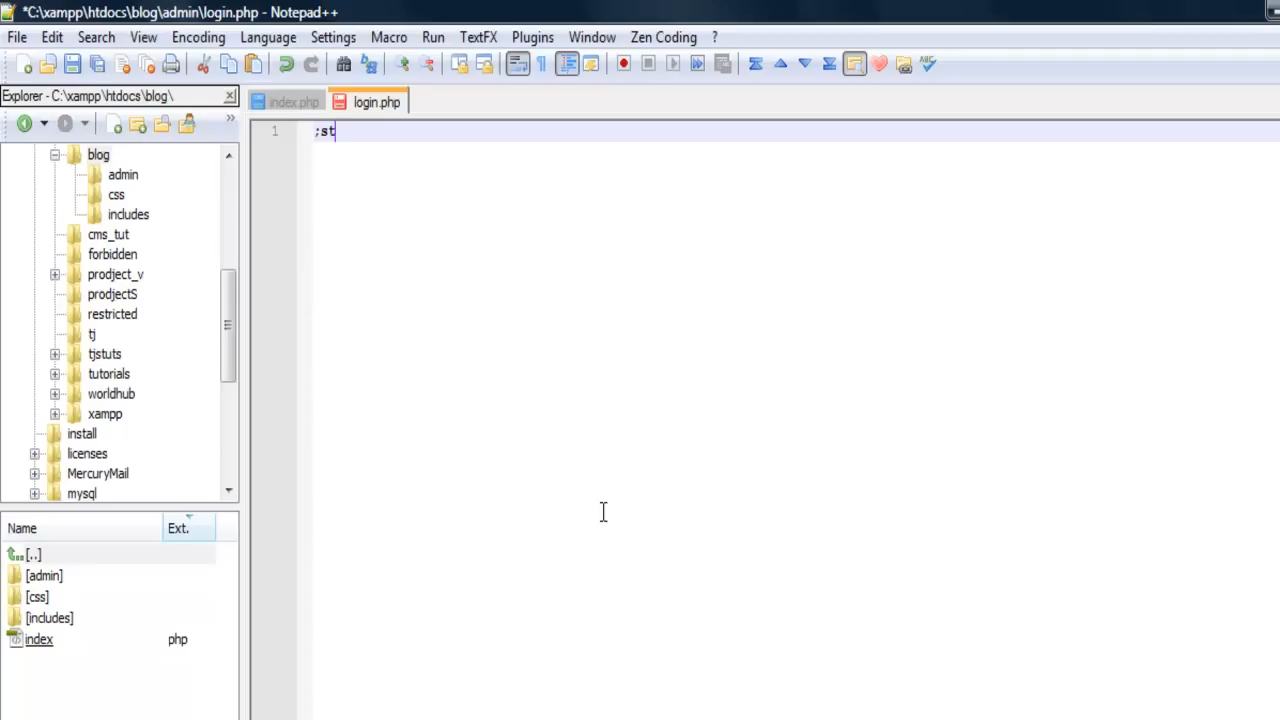 *C:\xampp\htdocs\blog\admin\login.php - Notepad++
File Edit Search View Encoding Language Settings Macro Run TextFX Plugins Window Zen Coding ?
Explorer - C:\xampp\htdocs\blog\
index.php login.php
1 ;st
blog
admin
css
includes
cms_tut
forbidden
prodject_v
prodjectS
restricted
tj
tjstuts
tutorials
worldhub
xampp
install
licenses
MercuryMail
mysql
Name Ext.
[..]
[admin]
[css]
[includes]
index php